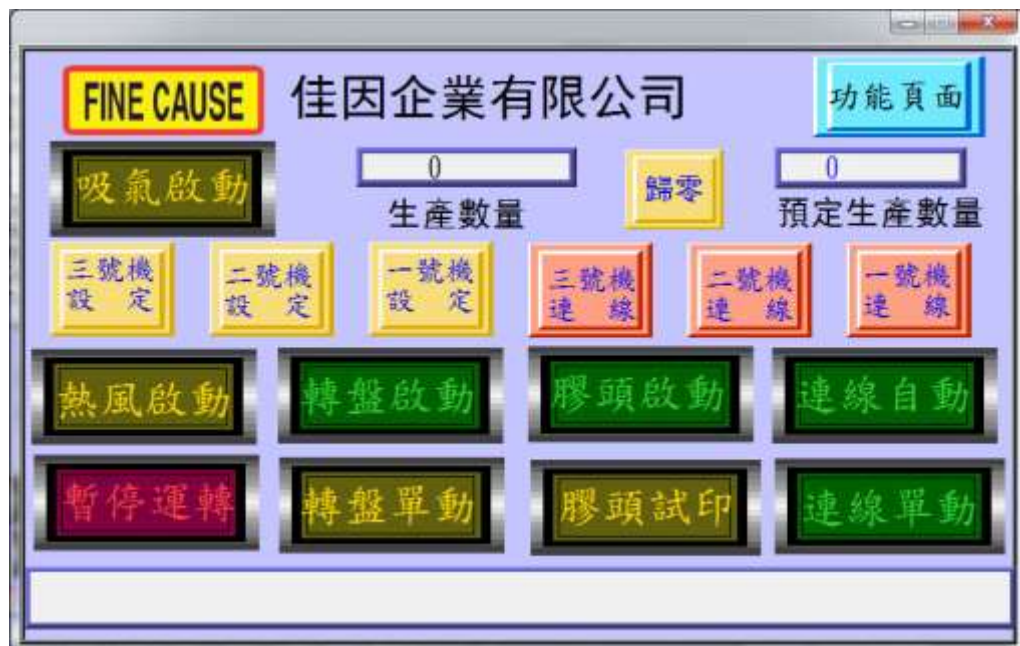 FINE CAUSE
佳因企業有限公司
功能頁面
吸氣啟動
0
生產數量
歸零
0
預定生產數量
三號機
設 定
二號機
設 定
一號機
設 定
三號機
連 線
二號機
連 線
一號機
連 線
熱風啟動
轉盤啟動
膠頭啟動
連線自動
暫停運轉
轉盤單動
膠頭試印
連線單動